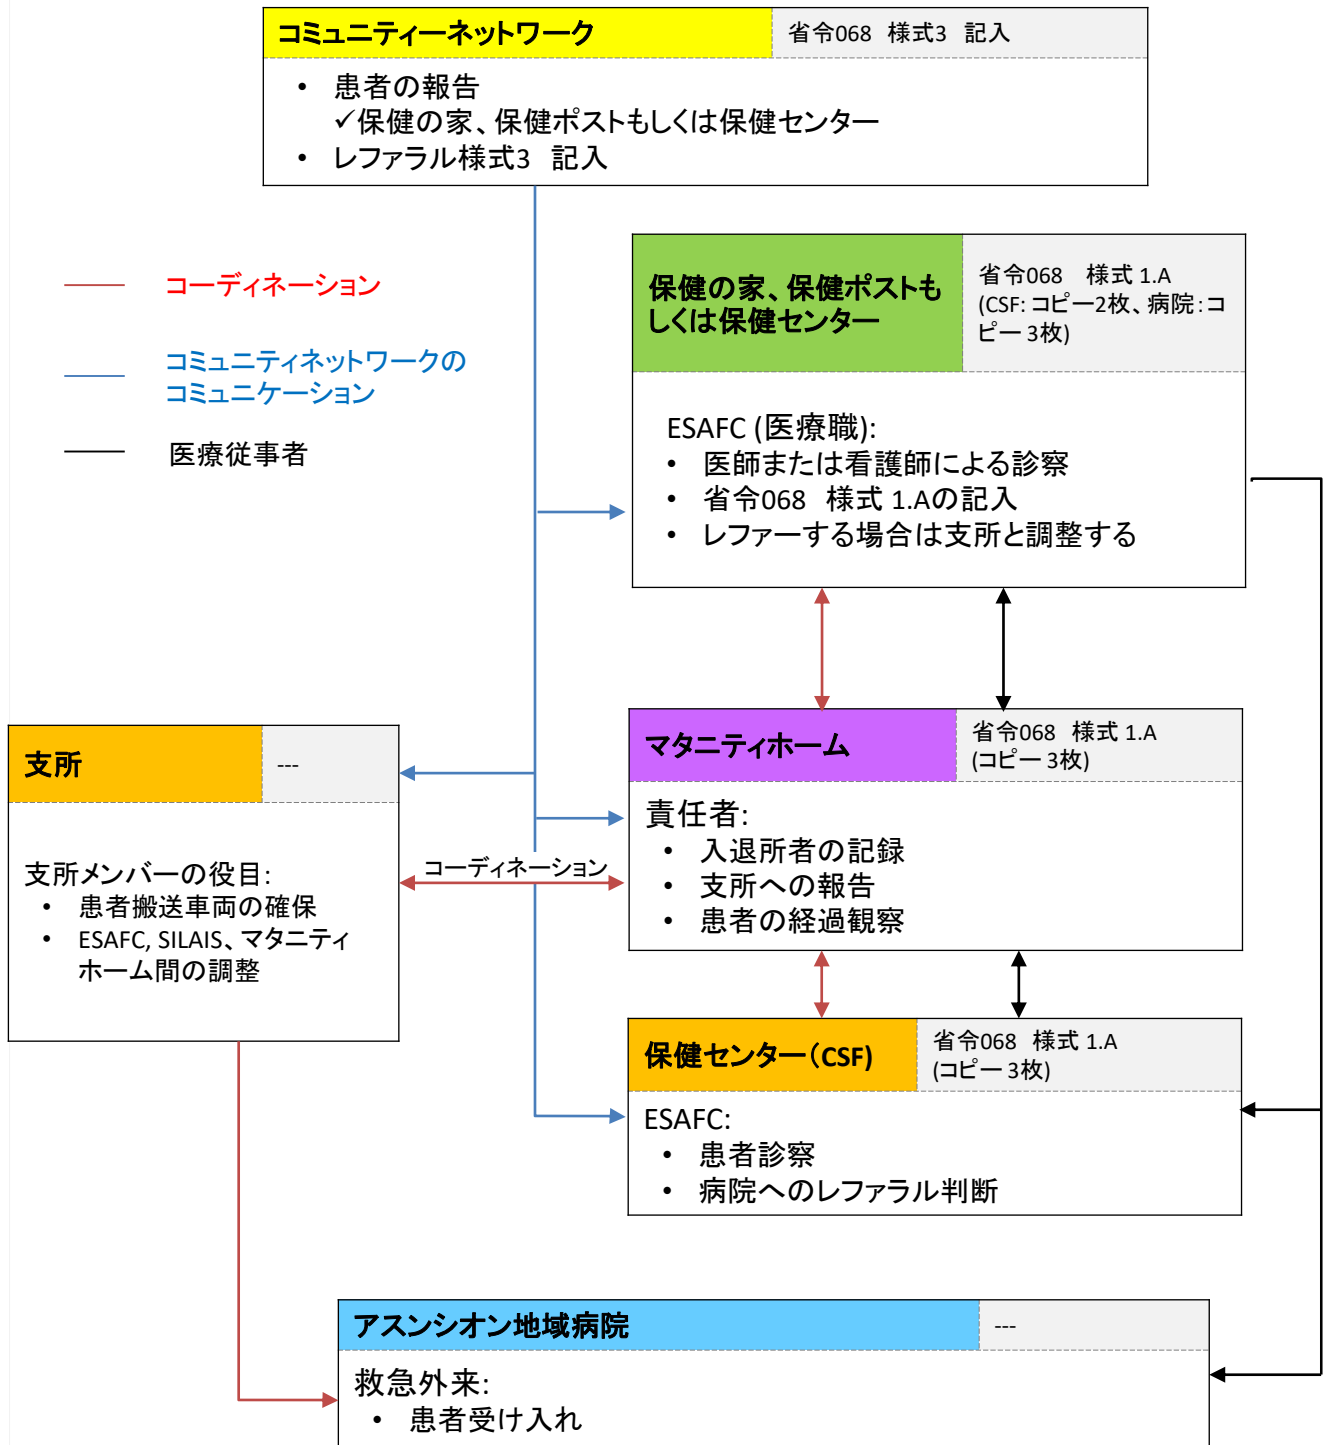 コミュニティーネットワーク
省令068 様式3 記入
• 患者の報告
✓保健の家、保健ポストもしくは保健センター
• レファラル様式3 記入
コーディネーション
コミュニティネットワークの
コミュニケーション
医療従事者
保健の家、保健ポストも
しくは保健センター
省令068 様式 1.A
(CSF: コピー2枚、病院：コ
ピー 3枚)
ESAFC (医療職):
• 医師または看護師による診察
• 省令068 様式 1.Aの記入
• レファーする場合は支所と調整する
支所
---
支所メンバーの役目:
• 患者搬送車両の確保
• ESAFC, SILAIS、マタニティ
ホーム間の調整
コーディネーション
マタニティホーム
省令068 様式 1.A
(コピー 3枚)
責任者:
• 入退所者の記録
• 支所への報告
• 患者の経過観察
保健センター（CSF)
省令068 様式 1.A
(コピー 3枚)
ESAFC:
• 患者診察
• 病院へのレファラル判断
アスンシオン地域病院
---
救急外来:
• 患者受け入れ